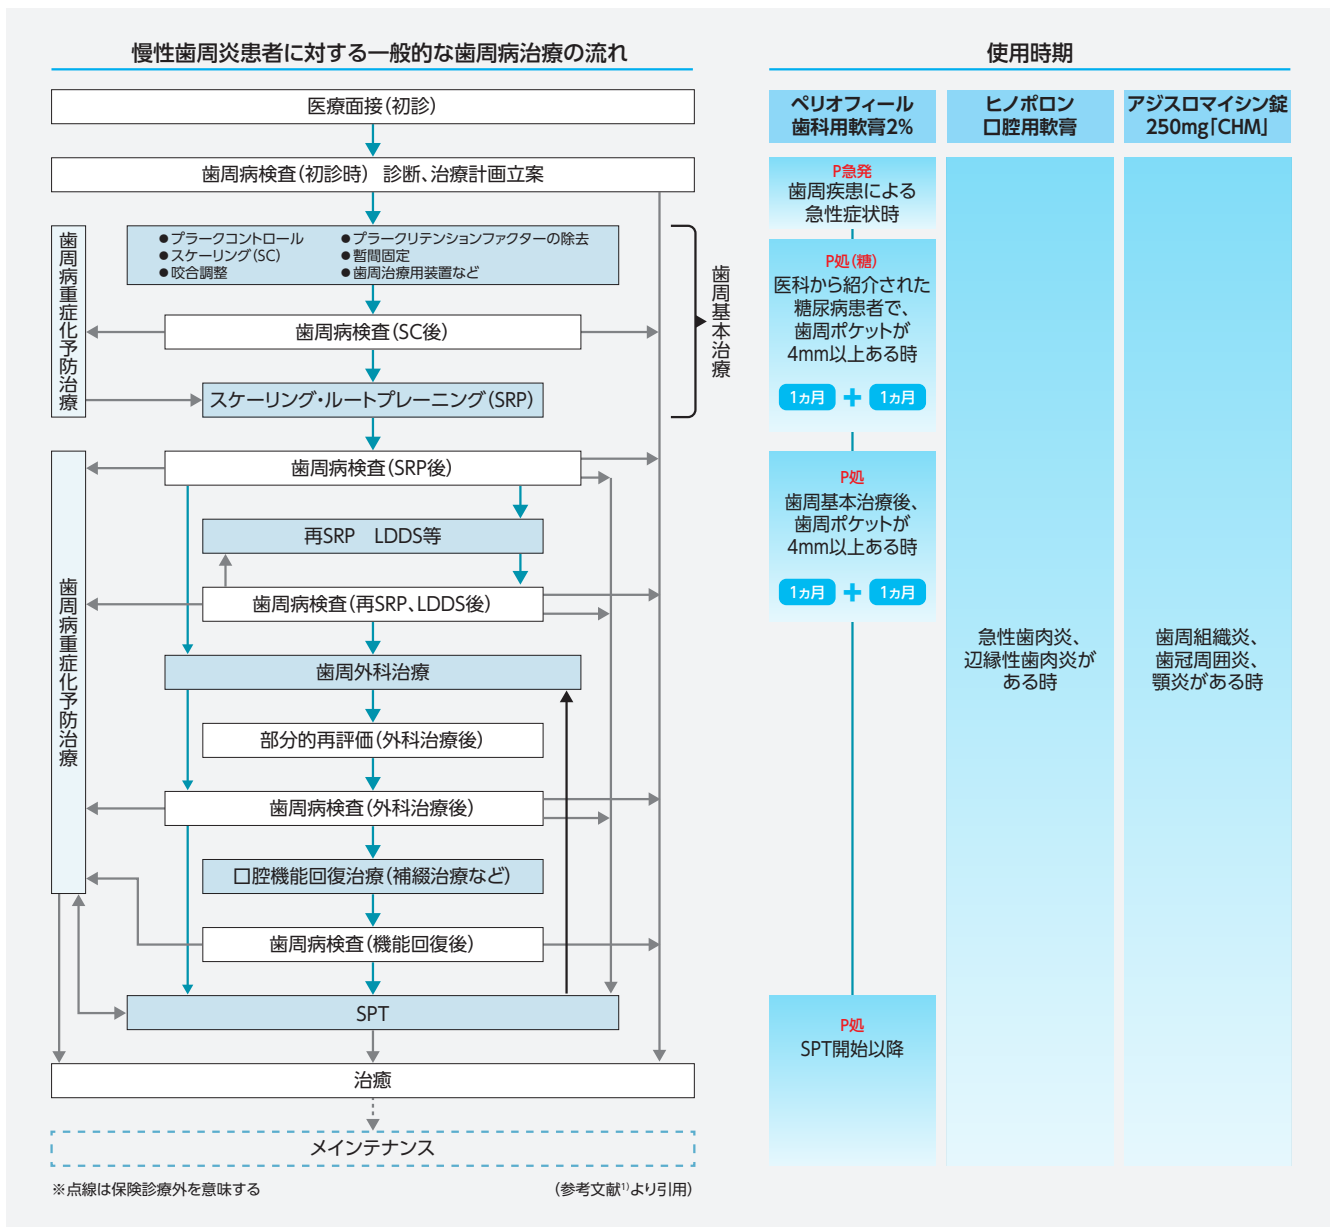 慢性歯周炎患者に対する一般的な歯周病治療の流れ
医療面接（初診）
歯周病検査（初診時）　診断、治療計画立案
歯周病重症化予防治療
●プラークコントロール
●スケーリング（SC）
●咬合調整
●プラークリテンションファクターの除去
●暫間固定
●歯周治療用装置など
歯周基本治療
歯周病検査（SC後）
スケーリング・ルートプレーニング（SRP）
歯周病重症化予防治療
歯周病検査（SRP後）
再SRP　LDDS等
歯周病検査（再SRP、LDDS後）
歯周外科治療
部分的再評価（外科治療後）
歯周病検査（外科治療後）
口腔機能回復治療（補綴治療など）
歯周病検査（機能回復後）
SPT
治癒
メインテナンス
※点線は保険診療外を意味する
（参考文献1）より引用）
使用時期
ペリオフィール
歯科用軟膏2%
P急発
歯周疾患による
急性症状時
P処（糖）
医科から紹介された
糖尿病患者で、
歯周ポケットが
4mm以上ある時
1ヵ月 + 1ヵ月
P処
歯周基本治療後、
歯周ポケットが
4mm以上ある時
1ヵ月 + 1ヵ月
P処
SPT開始以降
ヒノポロン
口腔用軟膏
急性歯肉炎、
辺縁性歯肉炎が
ある時
アジスロマイシン錠
250mg「CHM」
歯周組織炎、
歯冠周囲炎、
顎炎がある時